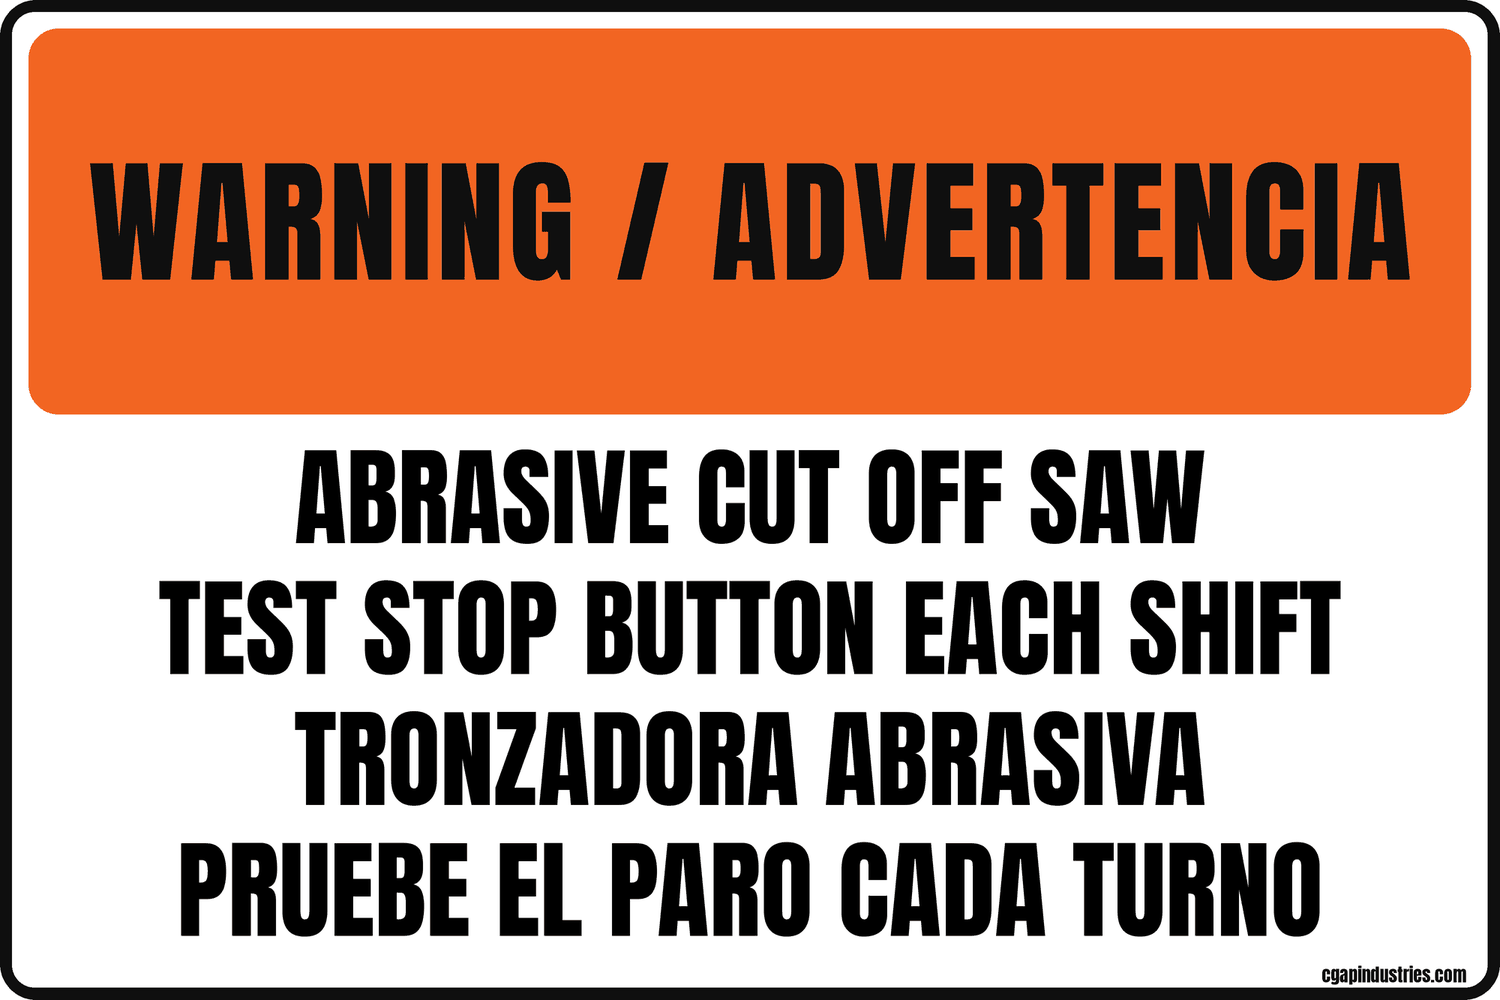 WARNING / ADVERTENCIA
ABRASIVE CUT OFF SAW
TEST STOP BUTTON EACH SHIFT
TRONZADORA ABRASIVA
PRUEBE EL PARO CADA TURNO
cgapindustries.com